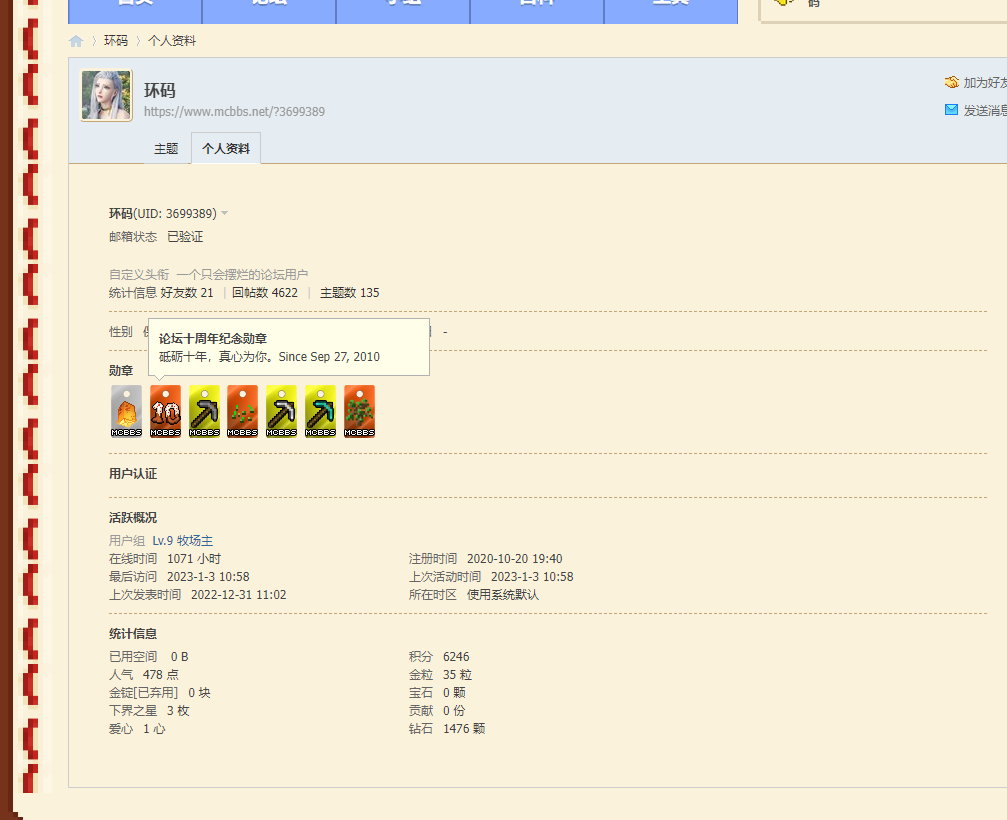 环码 个人资料
环码
https://www.mcbbs.net/?3699389
加为好友
发送消息
主题 个人资料
环码(UID: 3699389)
邮箱状态 已验证
自定义头衔 一个只会摆烂的论坛用户
统计信息 好友数 21 | 回帖数 4622 | 主题数 135
性别 -
论坛十周年纪念勋章
砥砺十年，真心为你。Since Sep 27, 2010
勋章
10
MCBBS MCBBS MCBBS MCBBS MCBBS MCBBS MCBBS
用户认证
活跃概况
用户组 Lv.9 牧场主
在线时间 1071 小时 注册时间 2020-10-20 19:40
最后访问 2023-1-3 10:58 上次活动时间 2023-1-3 10:58
上次发表时间 2022-12-31 11:02 所在时区 使用系统默认
统计信息
已用空间 0 B 积分 6246
人气 478 点 金粒 35 粒
金锭[已弃用] 0 块 宝石 0 颗
下界之星 3 枚 贡献 0 份
爱心 1 心 钻石 1476 颗